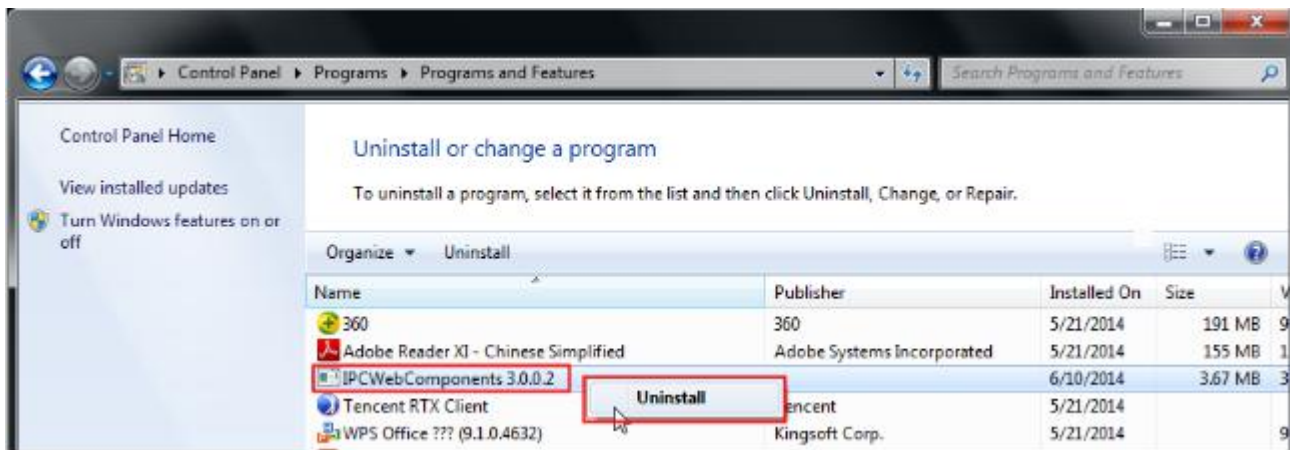 Control Panel ▸ Programs ▸ Programs and Features
Search Programs and Features
Control Panel Home
View installed updates
Turn Windows features on or
off
Uninstall or change a program
To uninstall a program, select it from the list and then click Uninstall, Change, or Repair.
Organize Uninstall
Name Publisher Installed On Size V
360 360 5/21/2014 191 MB 9
Adobe Reader XI - Chinese Simplified Adobe Systems Incorporated 5/21/2014 155 MB 1
IPCWebComponents 3.0.0.2 6/10/2014 3.67 MB 3
Uninstall
Tencent RTX Client encent 5/21/2014
WPS Office ??? (9.1.0.4632) Kingsoft Corp. 5/21/2014 9